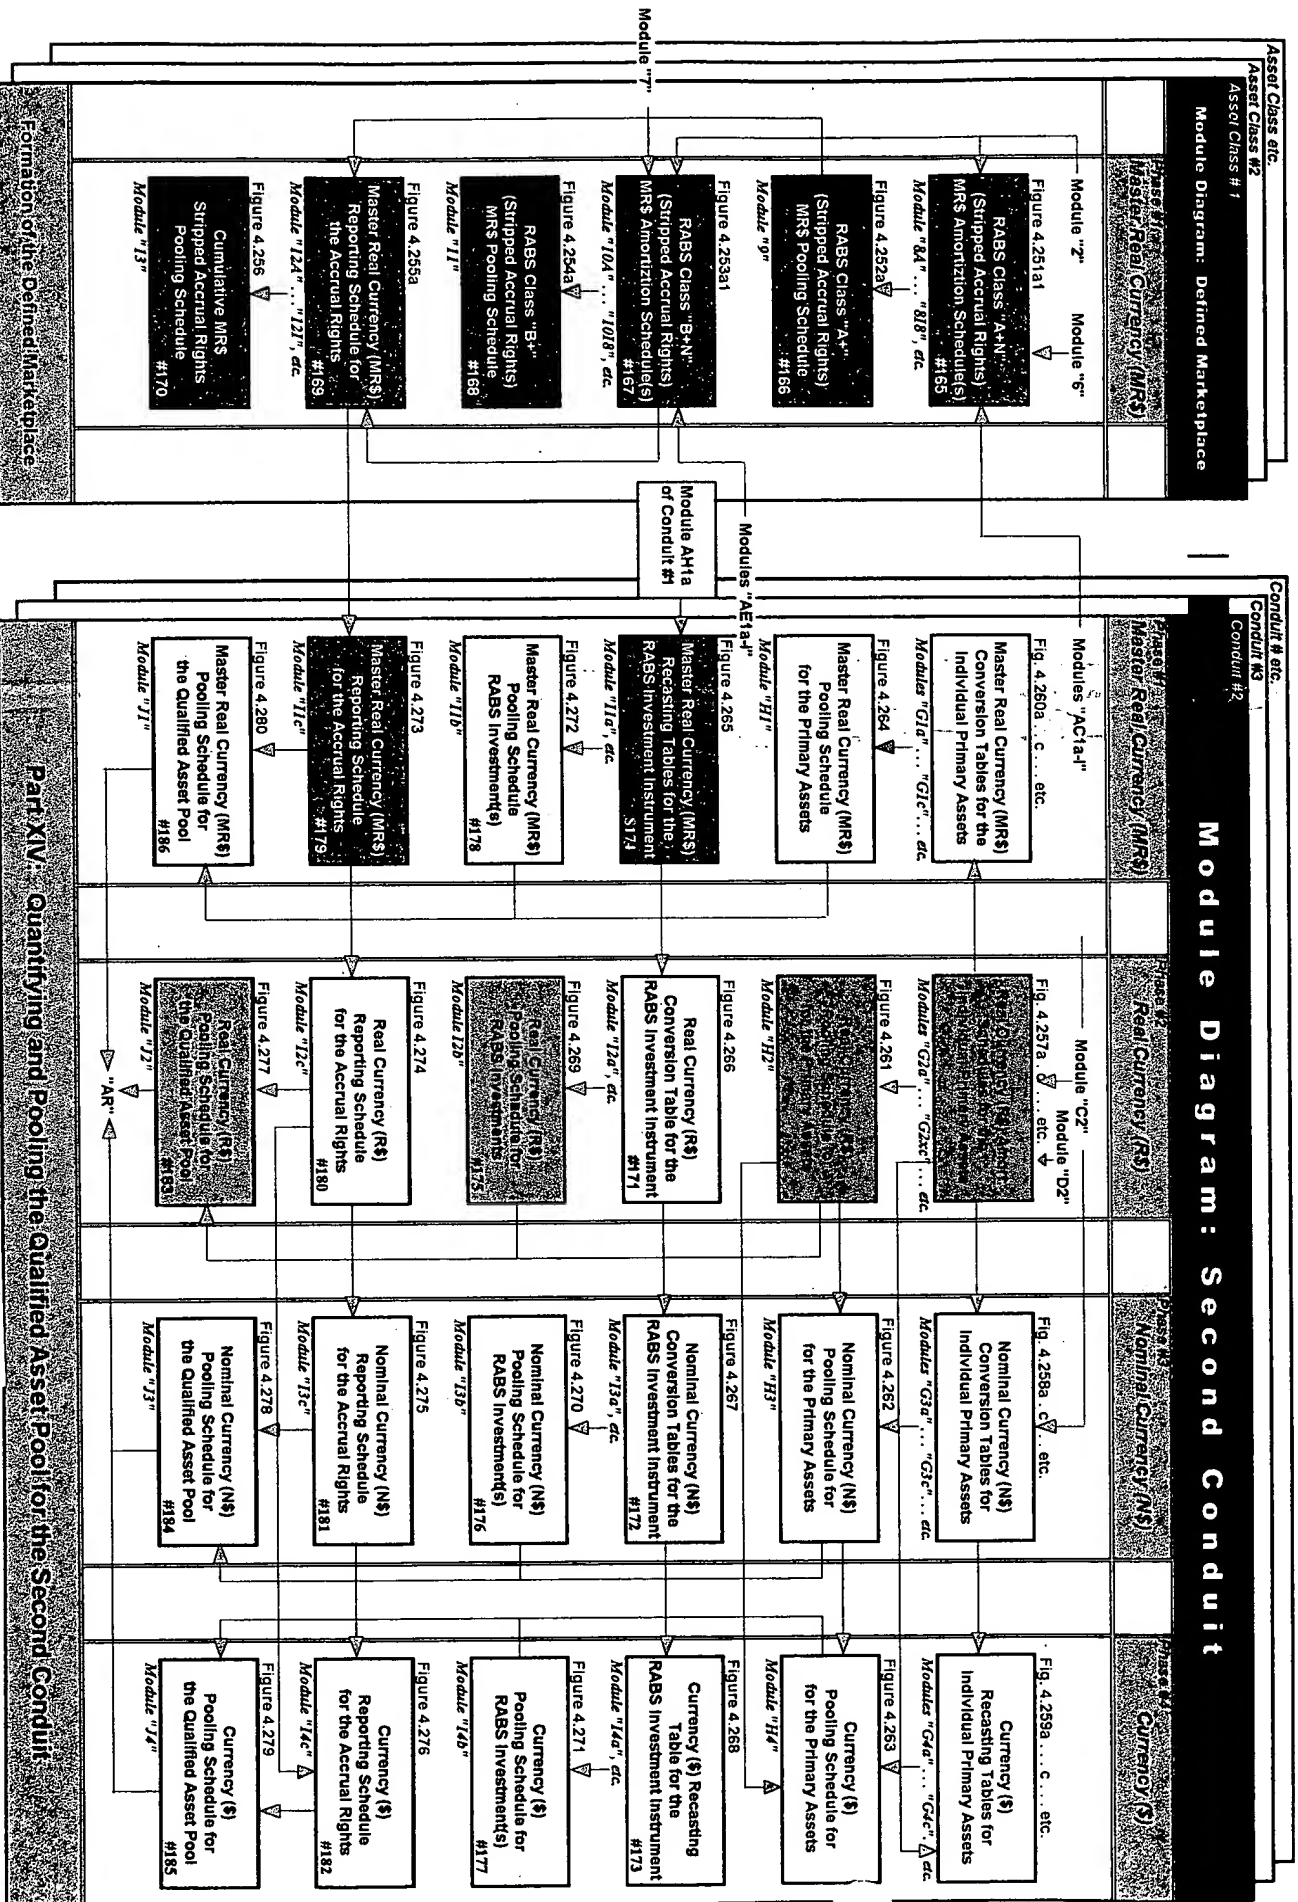 Asset Class etc.
Asset Class #2
Asset Class # 1
Module Diagram: Defined Marketplace
Phase #1
Master Real Currency (MR$)
Module "2"
Module "6"
Module "7"
Figure 4.251a1
RABS Class "A+N"
(Stripped Accrual Rights)
MR$ Amortization Schedule(s)
#165
Module "8A" ... "818", etc.
Figure 4.252a
RABS Class "A+"
(Stripped Accrual Rights)
MR$ Pooling Schedule
#166
Module "9"
Figure 4.253a1
RABS Class "B+N"
(Stripped Accrual Rights)
MR$ Amortization Schedule(s)
#167
Module "10A" ... "1018", etc.
Figure 4.254a
RABS Class "B+"
(Stripped Accrual Rights)
MR$ Pooling Schedule
#168
Module "11"
Figure 4.255a
Master Real Currency (MR$)
Reporting Schedule for
the Accrual Rights
#169
Module "12A" ... "12I", etc.
Figure 4.256
Cumulative MR$
Stripped Accrual Rights
Pooling Schedule
#170
Module "13"
Formation of the Defined Marketplace
Module AH1a
of Conduit #1
Modules "AE1a-l"
Modules "AC1a-l"
Conduit # etc.
Conduit #3
Conduit #2
Module Diagram: Second Conduit
Phase #1
Master Real Currency (MR$)
Fig. 4.260a . . c . . . etc.
Master Real Currency (MR$)
Conversion Tables for the
Individual Primary Assets
Modules "G1a" ... "G1c" ... etc.
Figure 4.264
Master Real Currency (MR$)
Pooling Schedule
for the Primary Assets
Module "H1"
Figure 4.265
Master Real Currency (MR$)
Recasting Tables for the
RABS Investment Instrument
Module "I1a", etc.
Figure 4.272
Master Real Currency (MR$)
Pooling Schedule
RABS Investment(s)
#178
Module "I1b"
Figure 4.273
Master Real Currency (MR$)
Reporting Schedule
for the Accrual Rights
#179
Module "I1c"
Figure 4.280
Master Real Currency (MR$)
Pooling Schedule for
the Qualified Asset Pool
#186
Module "J1"
Phase #2
Real Currency (R$)
Module "C2"
Module "D2"
Fig. 4.257a . c . . . etc.
Modules "G2a" ... "G2xc" ... etc.
Figure 4.261
Module "H2"
Figure 4.266
Real Currency (R$)
Conversion Table for the
RABS Investment Instrument
#171
Module "I2a", etc.
Figure 4.269
Real Currency (R$)
Pooling Schedule for
RABS Investments
#175
Module "I2b"
Figure 4.274
Real Currency (R$)
Reporting Schedule
for the Accrual Rights
#180
Module "I2c"
Figure 4.277
Real Currency (R$)
Pooling Schedule for
the Qualified Asset Pool
#183
Module "J2"
"AR"
Phase #3
Nominal Currency (N$)
Fig. 4.258a . c . . etc.
Nominal Currency (N$)
Conversion Tables for
Individual Primary Assets
Modules "G3a" ... "G3c" ... etc.
Figure 4.262
Nominal Currency (N$)
Pooling Schedule for
for the Primary Assets
Module "H3"
Figure 4.267
Nominal Currency (N$)
Conversion Tables for the
RABS Investment Instrument
#172
Module "I3a", etc.
Figure 4.270
Nominal Currency (N$)
Pooling Schedule for
RABS Investment(s)
#176
Module "I3b"
Figure 4.275
Nominal Currency (N$)
Reporting Schedule
for the Accrual Rights
#181
Module "I3c"
Figure 4.278
Nominal Currency (N$)
Pooling Schedule for
the Qualified Asset Pool
#184
Module "J3"
Phase #4
Currency ($)
Fig. 4.259a . . . c . . . etc.
Currency ($)
Recasting Tables for
Individual Primary Assets
Modules "G4a" ... "G4c". etc.
Figure 4.263
Currency ($)
Pooling Schedule for
for the Primary Assets
Module "H4"
Figure 4.268
Currency ($) Recasting
Table for the
RABS Investment Instrument
#173
Module "I4a", etc.
Figure 4.271
Currency ($)
Pooling Schedule for
RABS Investment(s)
#177
Module "I4b"
Figure 4.276
Currency ($)
Reporting Schedule
for the Accrual Rights
#182
Module "I4c"
Figure 4.279
Currency ($)
Pooling Schedule for
the Qualified Asset Pool
#185
Module "J4"
Part XIV: Quantifying and Pooling the Qualified Asset Pool for the Second Conduit